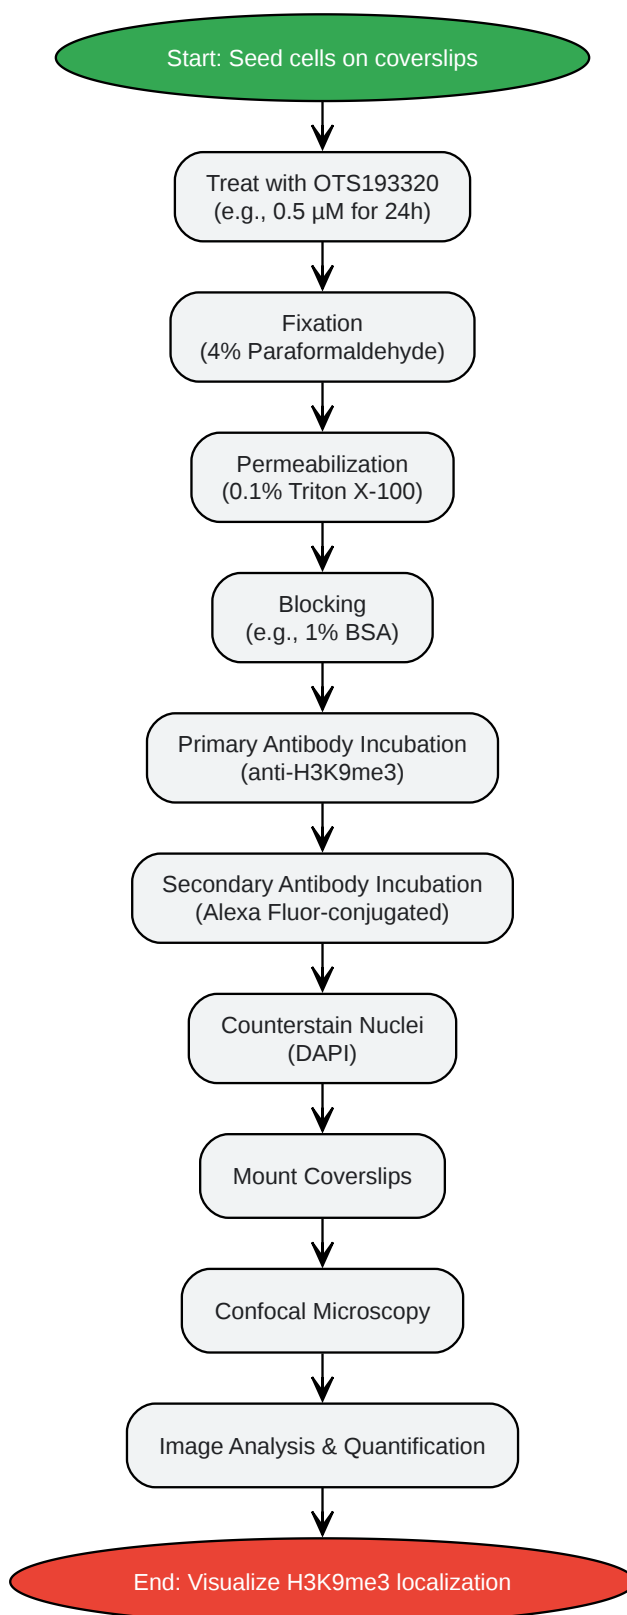 Start: Seed cells on coverslips
Treat with OTS193320
(e.g., 0.5 µM for 24h)
Fixation
(4% Paraformaldehyde)
Permeabilization
(0.1% Triton X-100)
Blocking
(e.g., 1% BSA)
Primary Antibody Incubation
(anti-H3K9me3)
Secondary Antibody Incubation
(Alexa Fluor-conjugated)
Counterstain Nuclei
(DAPI)
Mount Coverslips
Confocal Microscopy
Image Analysis & Quantification
End: Visualize H3K9me3 localization